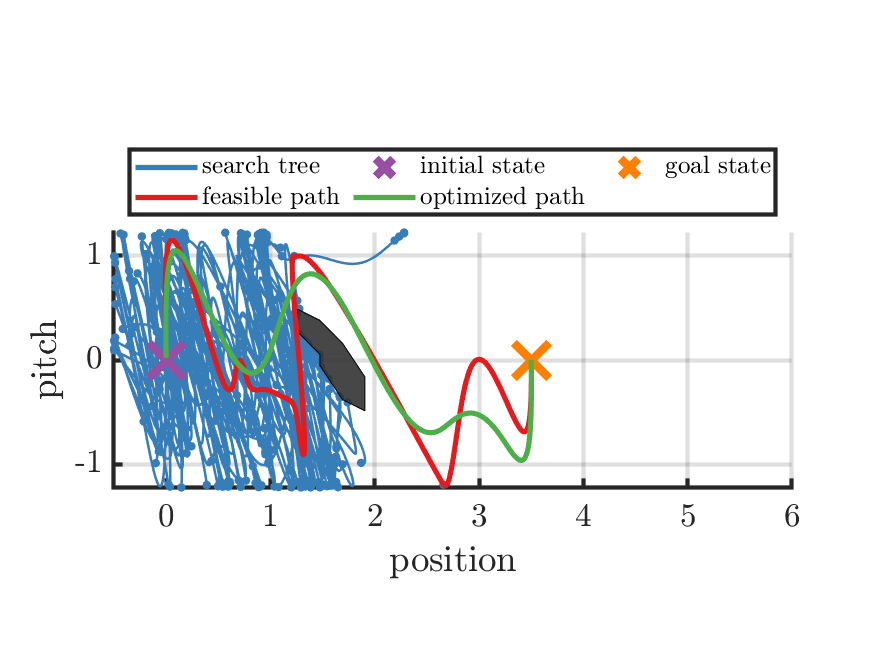 search tree
initial state
goal state
feasible path
optimized path
1
0
-1
pitch
0 1 2 3 4 5 6
position